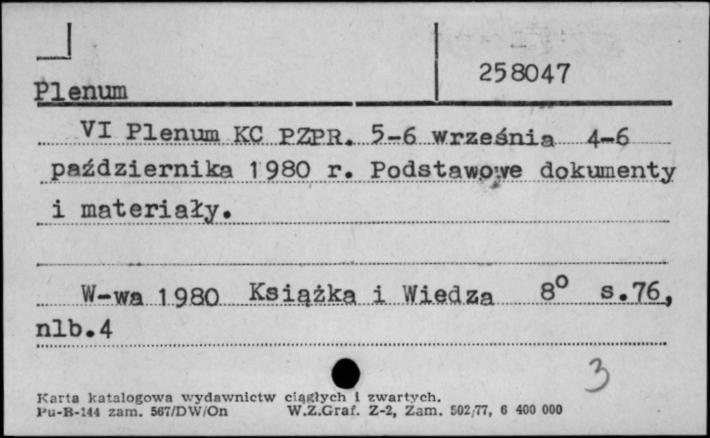 258047
Plenum
VI Plenum KC PZPR. 5-6 września 4-6
października 1980 r. Podstawowe dokumenty
i materiały.
W-wa 1980 Książka i Wiedza 8° s.76,
nlb.4
3
Karta katalogowa wydawnictw ciągłych i zwartych.
Pu-B-144 zam. 567/DW/On W.Z.Graf. Z-2, Zam. 502/77, 6 400 000